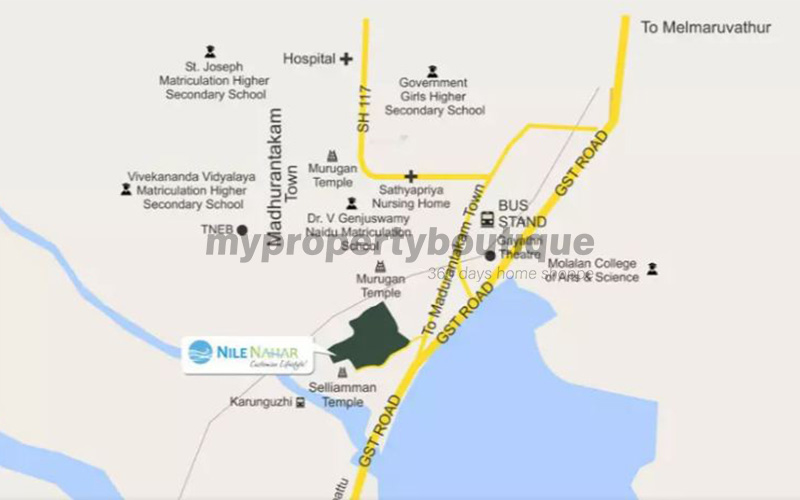 To Melmaruvathur
Hospital
St. Joseph
Matriculation Higher
Secondary School
Government
Girls Higher
Secondary School
SH 117
Madhurantakam
Town
GST ROAD
Murugan
Temple
Vivekananda Vidyalaya
Matriculation Higher
Secondary School
Sathyapriya
Nursing Home
To Madurantakam Town
BUS
STAND
TNEB
Dr. V Genjuswamy
Naidu Matriculation
School
mypropertyboutique
365 days home shoppe
Theatre
Molalan College
of Arts & Science
Murugan
Temple
GST ROAD
NILE NAHAR
Customise Lifestyle!
Selliamman
Temple
Karunguzhi
GST ROAD